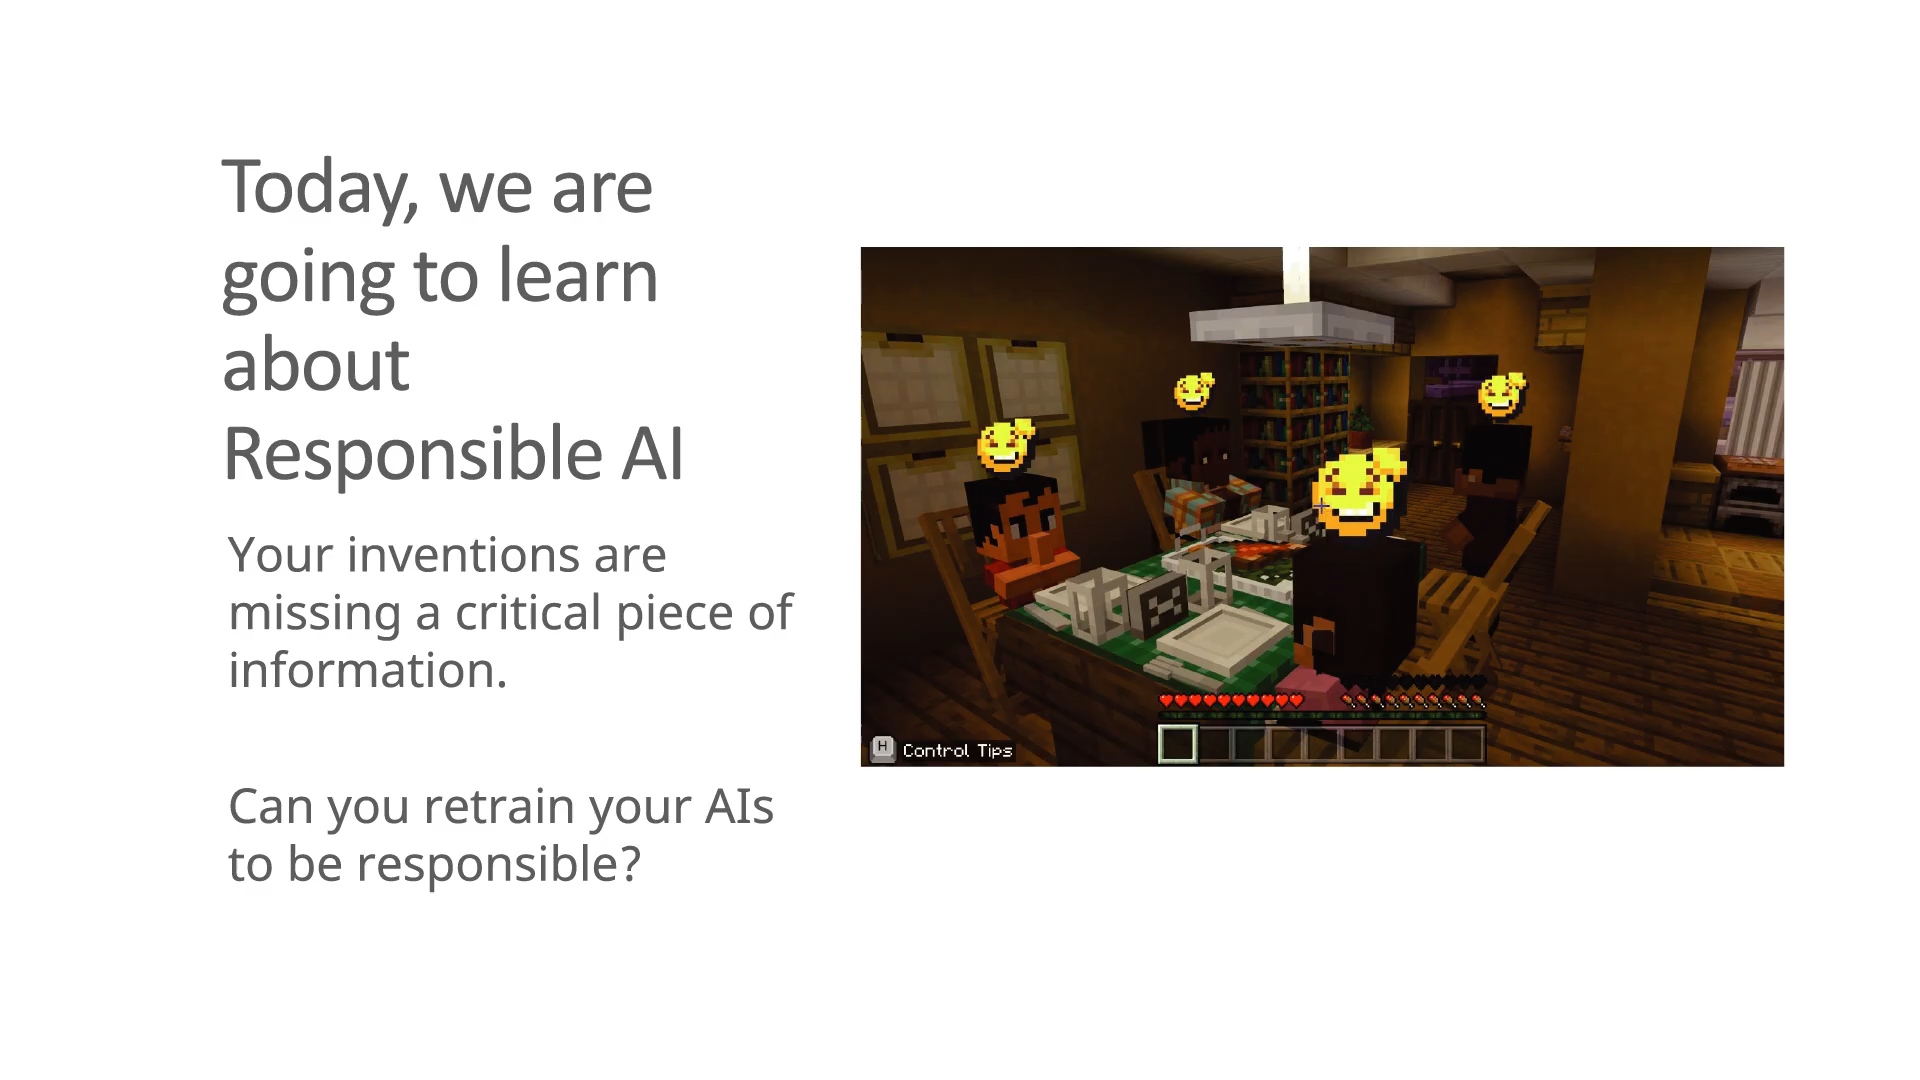 Today, we are
going to learn
about
Responsible AI
Your inventions are
missing a critical piece of
information.
Can you retrain your AIs
to be responsible?
H Control Tips